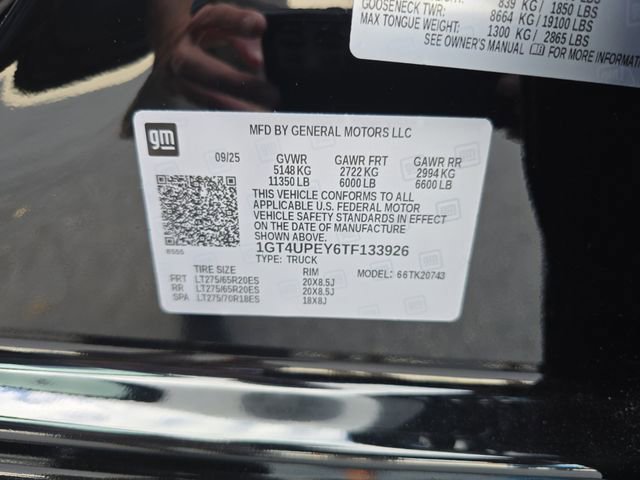 839 KG/ 1850 LBS
GOOSENECK TWR:
8664 KG/ 19100 LBS
MAX TONGUE WEIGHT:
1300 KG/ 2865 LBS
SEE OWNER'S MANUAL FOR MORE INFORMATION
gm
MFD BY GENERAL MOTORS LLC
09/25 GVWR GAWR FRT GAWR RR
5148 KG 2722 KG 2994 KG
11350 LB 6000 LB 6600 LB
THIS VEHICLE CONFORMS TO ALL
APPLICABLE U.S. FEDERAL MOTOR
VEHICLE SAFETY STANDARDS IN EFFECT
ON THE DATE OF MANUFACTURE
SHOWN ABOVE.
1GT4UPEY6TF133926
TYPE: TRUCK
MODEL: 66TK20743
TIRE SIZE RIM
FRT LT275/65R20ES 20X8.5J
RR LT275/65R20ES 20X8.5J
SPA LT275/70R18ES 18X8J